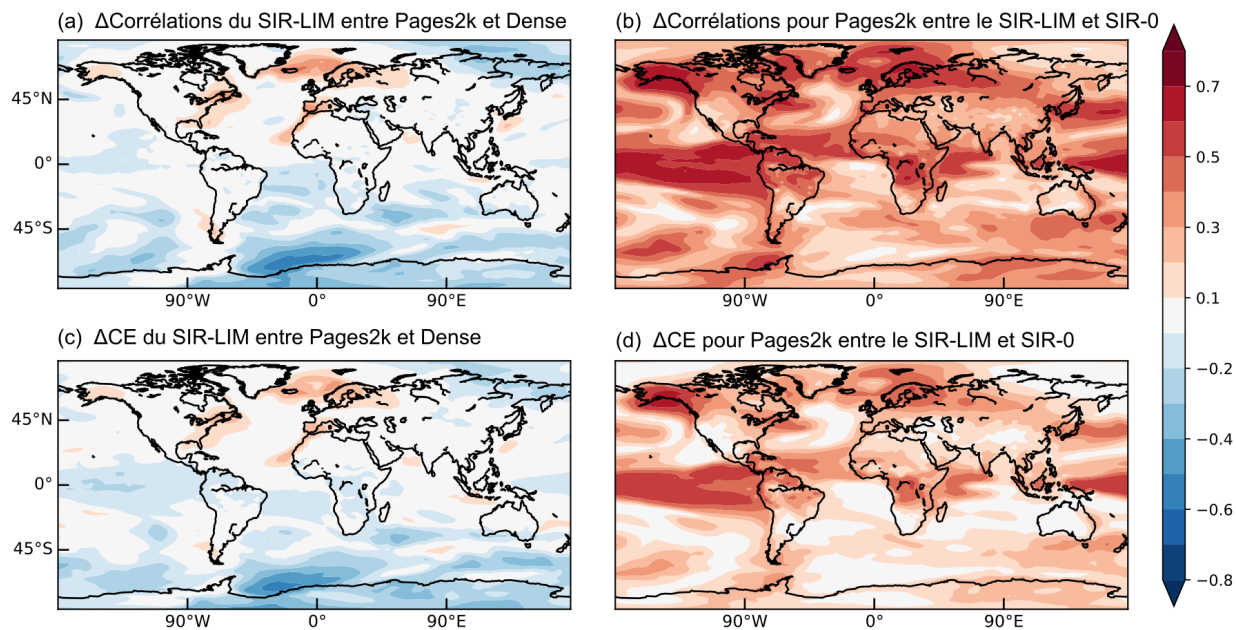 (a) ΔCorrélations du SIR-LIM entre Pages2k et Dense
(b) ΔCorrélations pour Pages2k entre le SIR-LIM et SIR-0
45°N
0°
45°S
90°W 0° 90°E
90°W 0° 90°E
(c) ΔCE du SIR-LIM entre Pages2k et Dense
(d) ΔCE pour Pages2k entre le SIR-LIM et SIR-0
45°N
0°
45°S
90°W 0° 90°E
90°W 0° 90°E
0.7
0.5
0.3
0.1
−0.2
−0.4
−0.6
−0.8